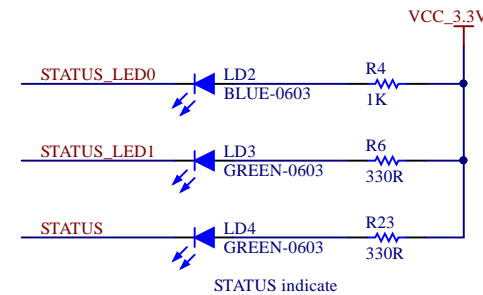 VCC_3.3V
STATUS_LED0 LD2 R4
BLUE-0603 1K
STATUS_LED1 LD3 R6
GREEN-0603 330R
STATUS LD4 R23
GREEN-0603 330R
STATUS indicate